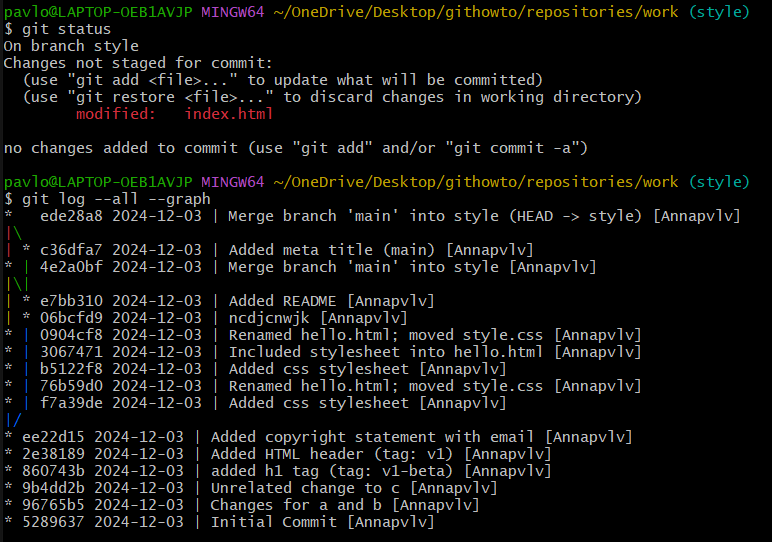 pavlo@LAPTOP-OEB1AVJP MINGW64 ~/OneDrive/Desktop/githowto/repositories/work (style)
$ git status
On branch style
Changes not staged for commit:
  (use "git add <file>..." to update what will be committed)
  (use "git restore <file>..." to discard changes in working directory)
        modified:   index.html

no changes added to commit (use "git add" and/or "git commit -a")

pavlo@LAPTOP-OEB1AVJP MINGW64 ~/OneDrive/Desktop/githowto/repositories/work (style)
$ git log --all --graph
*   ede28a8 2024-12-03 | Merge branch 'main' into style (HEAD -> style) [Annapvlv]
|\
| * c36dfa7 2024-12-03 | Added meta title (main) [Annapvlv]
* | 4e2a0bf 2024-12-03 | Merge branch 'main' into style [Annapvlv]
|\|
| * e7bb310 2024-12-03 | Added README [Annapvlv]
| * 06bcfd9 2024-12-03 | ncdjcnwjk [Annapvlv]
* | 0904cf8 2024-12-03 | Renamed hello.html; moved style.css [Annapvlv]
* | 3067471 2024-12-03 | Included stylesheet into hello.html [Annapvlv]
* | b5122f8 2024-12-03 | Added css stylesheet [Annapvlv]
* | 76b59d0 2024-12-03 | Renamed hello.html; moved style.css [Annapvlv]
* | f7a39de 2024-12-03 | Added css stylesheet [Annapvlv]
|/
* ee22d15 2024-12-03 | Added copyright statement with email [Annapvlv]
* 2e38189 2024-12-03 | Added HTML header (tag: v1) [Annapvlv]
* 860743b 2024-12-03 | added h1 tag (tag: v1-beta) [Annapvlv]
* 9b4dd2b 2024-12-03 | Unrelated change to c [Annapvlv]
* 96765b5 2024-12-03 | Changes for a and b [Annapvlv]
* 5289637 2024-12-03 | Initial Commit [Annapvlv]